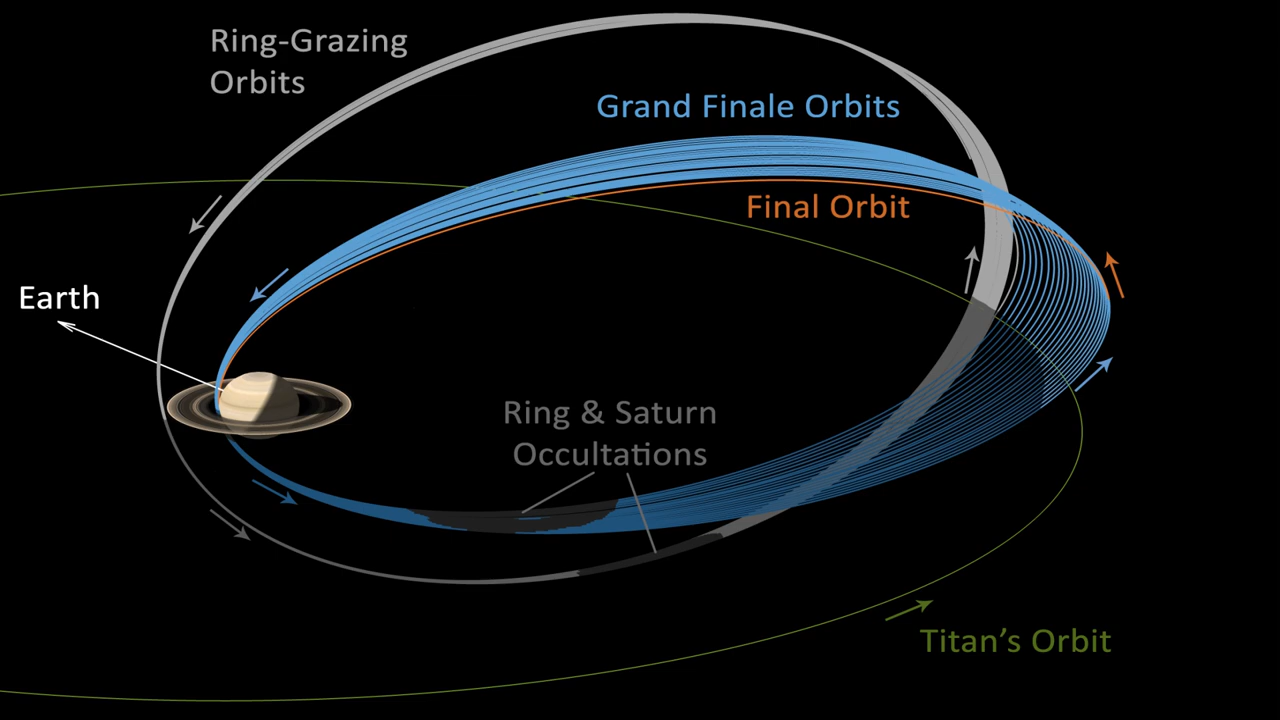 Ring-Grazing
Orbits
Grand Finale Orbits
Final Orbit
Earth
Ring & Saturn
Occultations
Titan’s Orbit